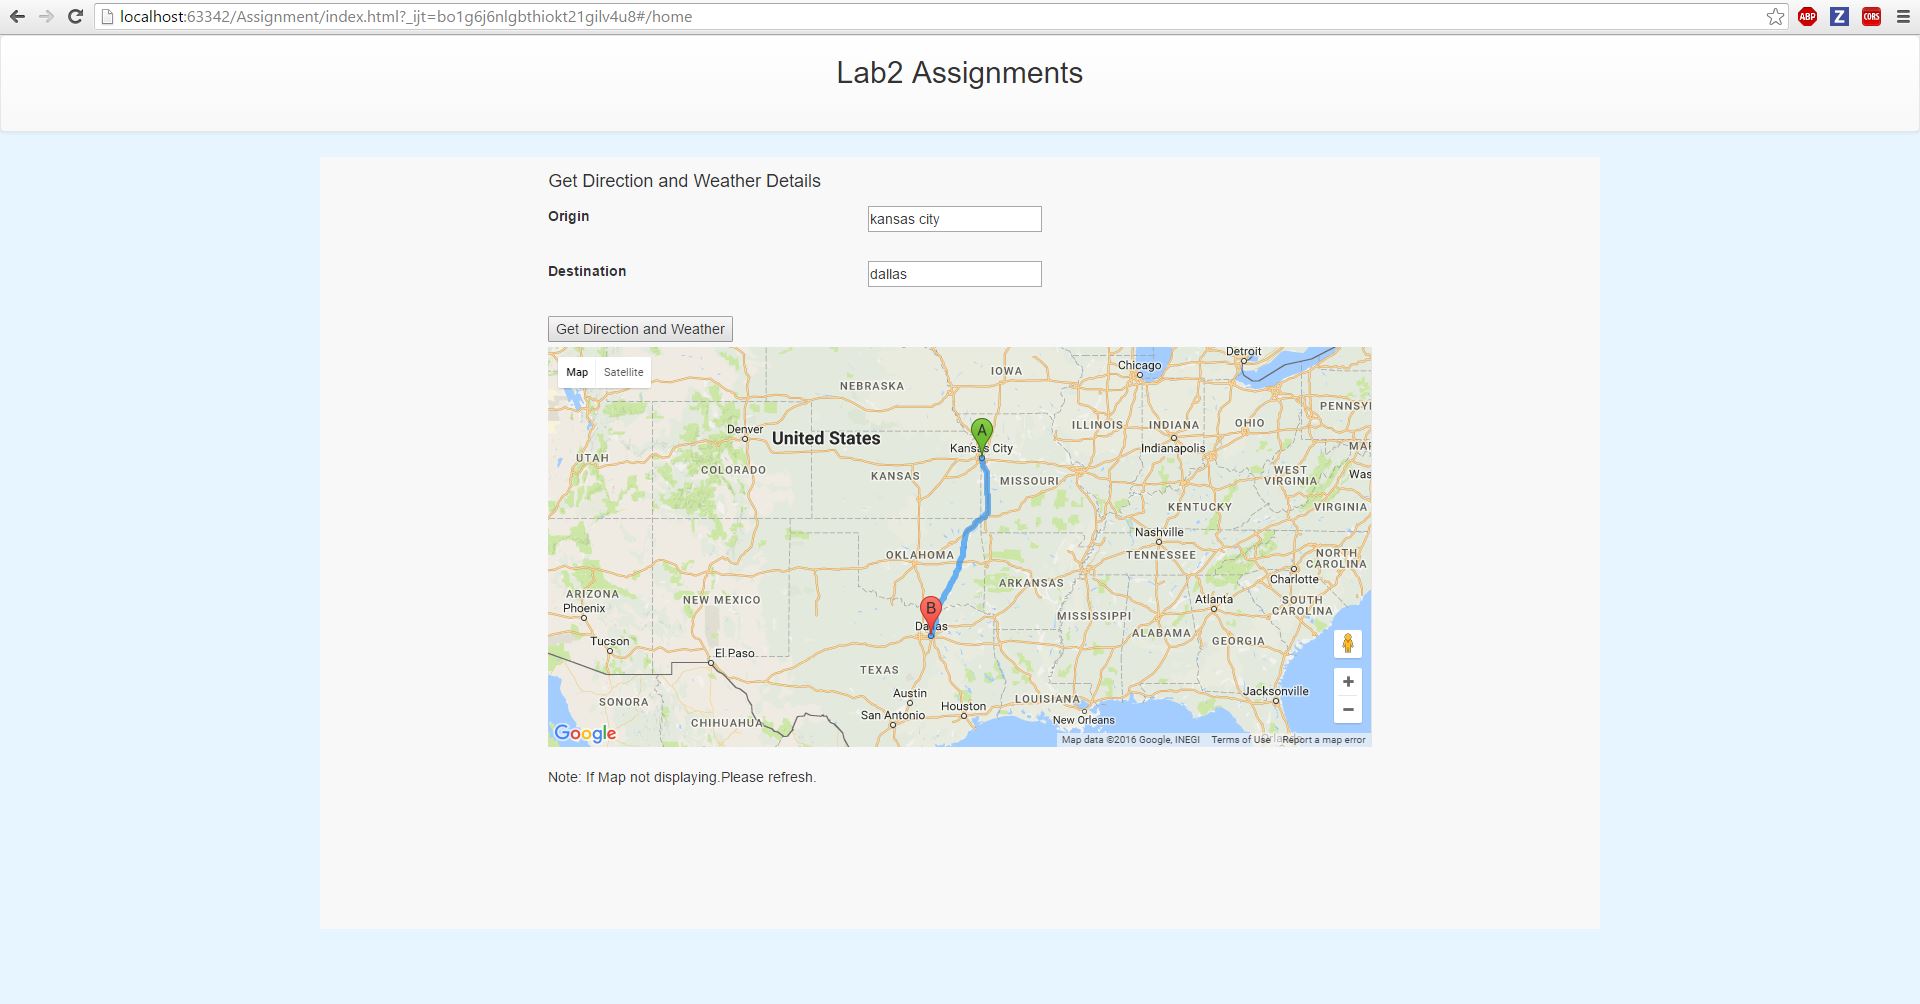 localhost:63342/Assignment/index.html?_ijt=bo1g6j6nlgbthiokt21gilv4u8#/home
ABP
Z
CORS
Lab2 Assignments
Get Direction and Weather Details
Origin
kansas city
Destination
dallas
Get Direction and Weather
Map
Satellite
Detroit
Chicago
IOWA
NEBRASKA
PENNSYI
Denver
United States
A
ILLINOIS
INDIANA
OHIO
Kansas City
Indianapolis
MAR
UTAH
COLORADO
KANSAS
MISSOURI
WEST
VIRGINIA
Was
KENTUCKY
VIRGINIA
Nashville
OKLAHOMA
TENNESSEE
NORTH
CAROLINA
ARKANSAS
Charlotte
ARIZONA
Phoenix
NEW MEXICO
B
Atlanta
SOUTH
CAROLINA
MISSISSIPPI
Dallas
Tucson
ALABAMA
GEORGIA
El Paso
TEXAS
Austin
LOUISIANA
Jacksonville
SONORA
Houston
San Antonio
New Orleans
CHIHUAHUA
Google
Map data ©2016 Google, INEGI
Terms of Use
Report a map error
Note: If Map not displaying.Please refresh.